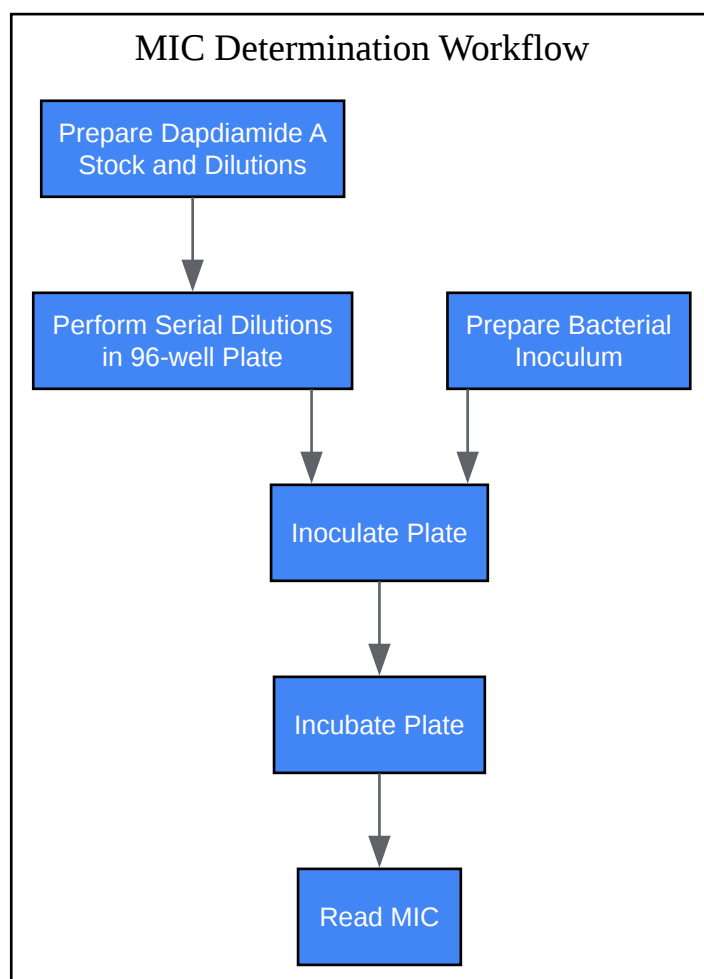 MIC Determination Workflow
Prepare Dapdiamide A
Stock and Dilutions
Perform Serial Dilutions
in 96-well Plate
Prepare Bacterial
Inoculum
Inoculate Plate
Incubate Plate
Read MIC